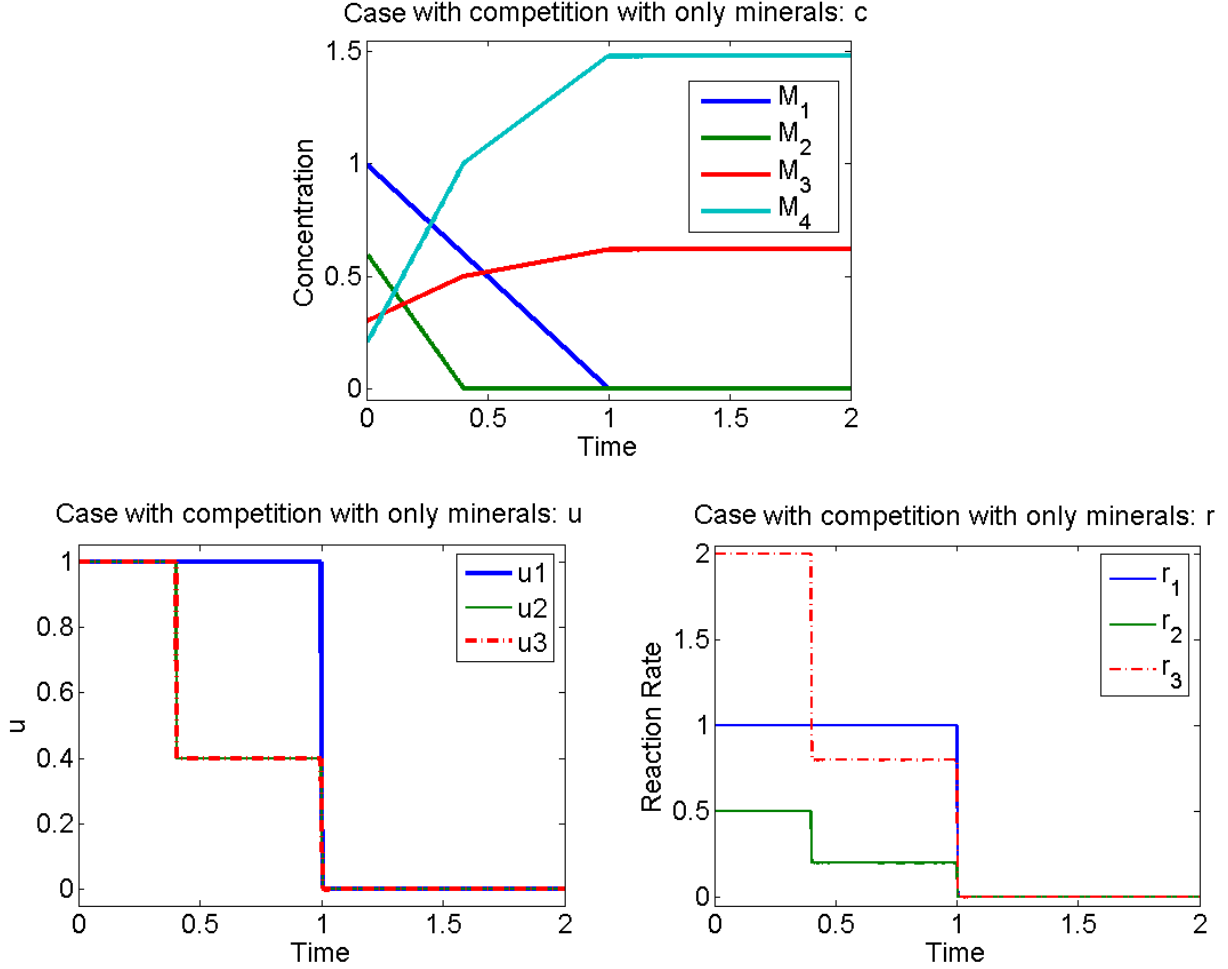 Case with competition with only minerals: c
1.5
1
0.5
0
Concentration
M1
M2
M3
M4
0 0.5 1 1.5 2
Time
Case with competition with only minerals: u
1
0.8
0.6
0.4
0.2
0
u
u1
u2
u3
0 0.5 1 1.5 2
Time
Case with competition with only minerals: r
2
1.5
1
0.5
0
Reaction Rate
r1
r2
r3
0 0.5 1 1.5 2
Time